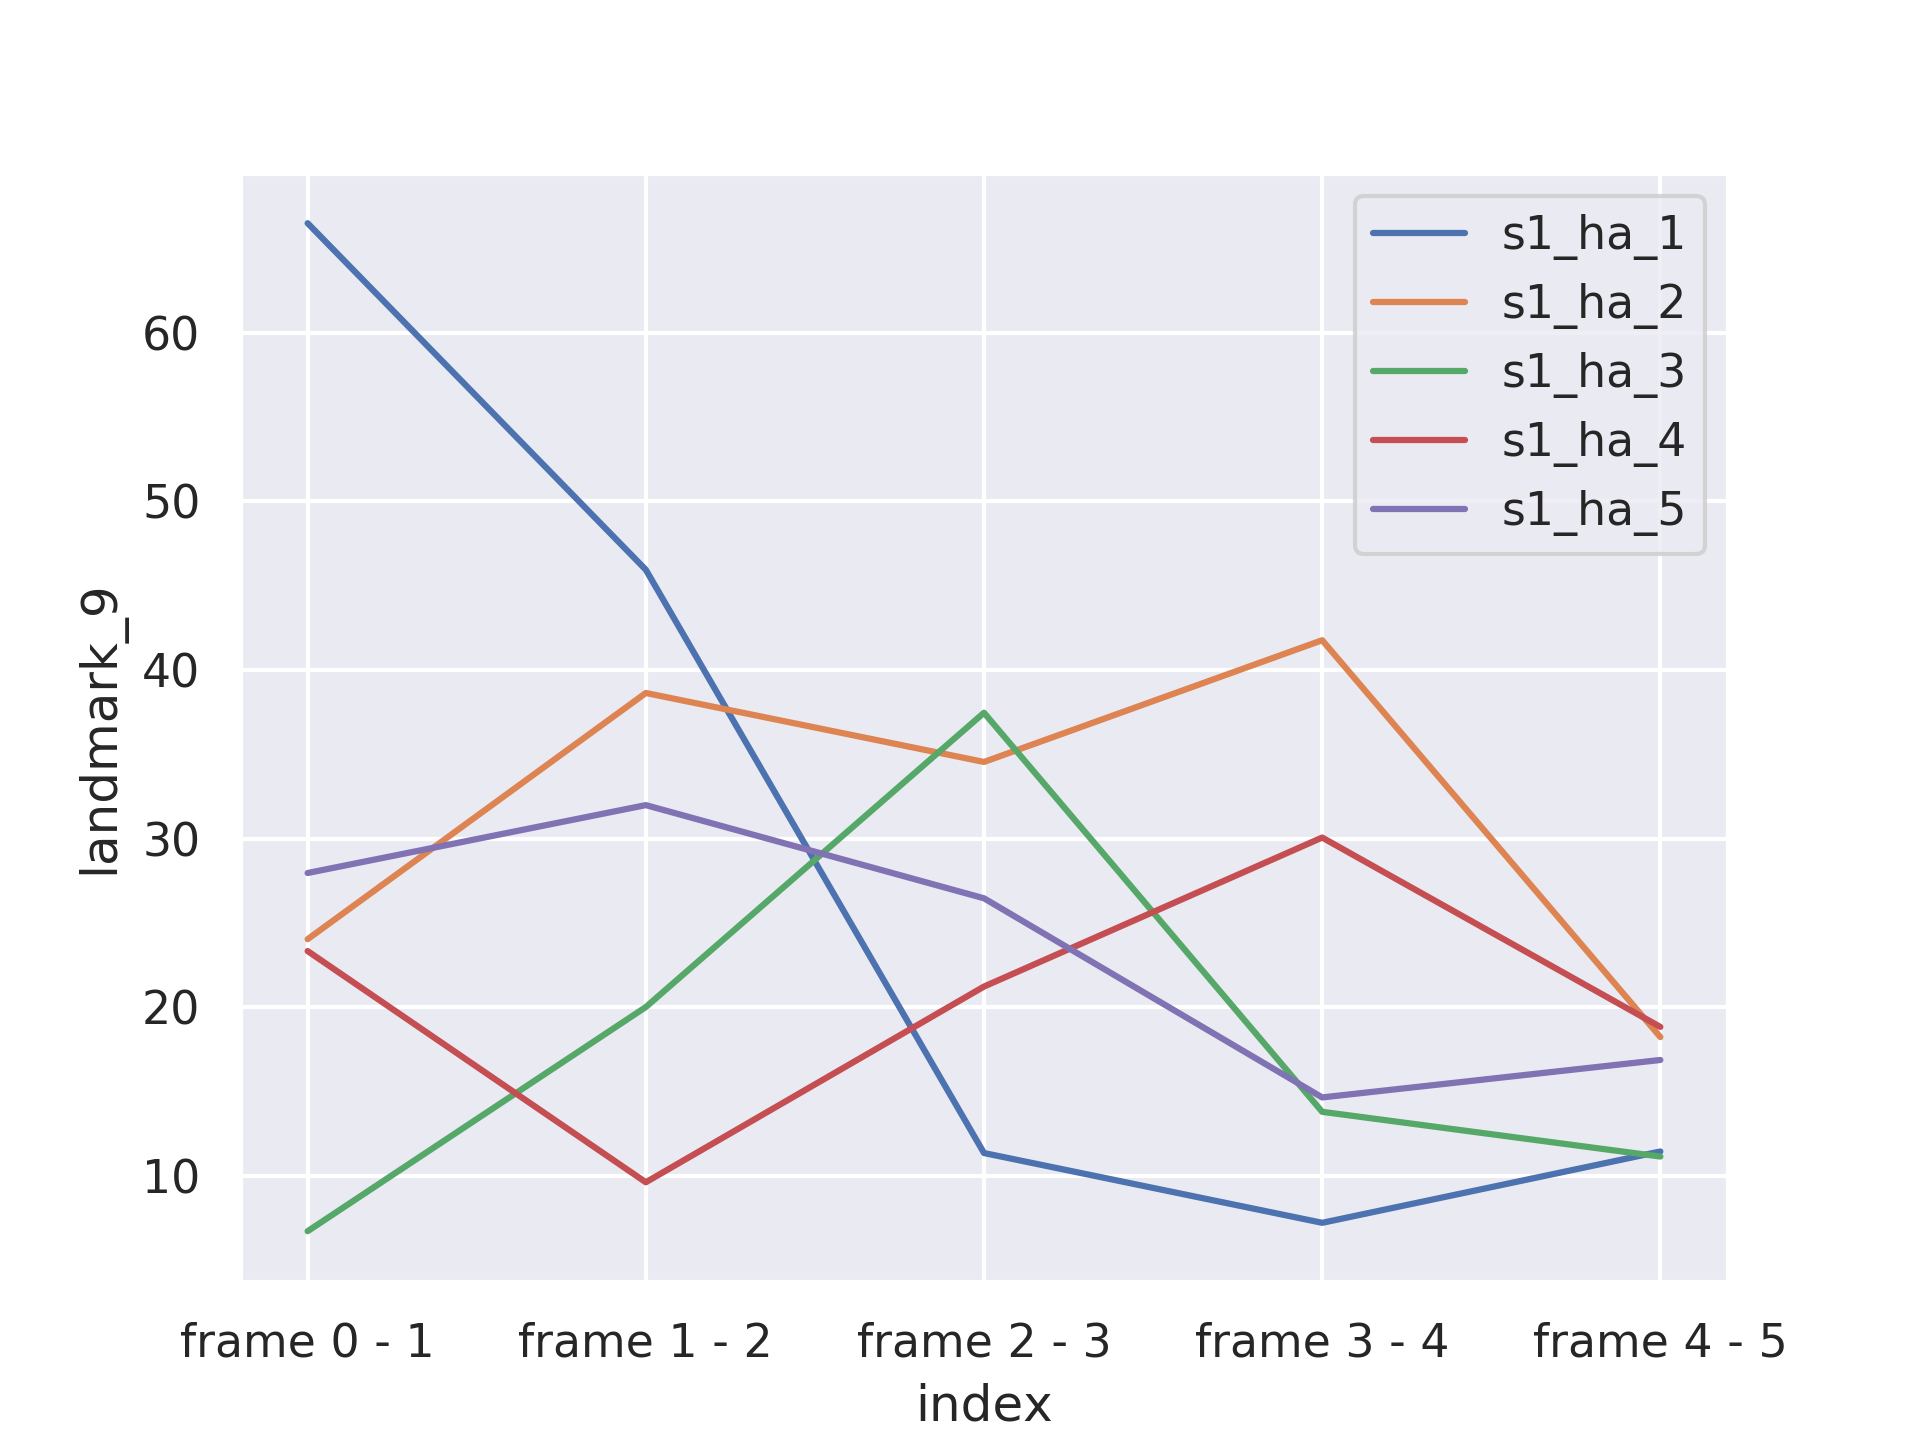 s1_ha_1
s1_ha_2
s1_ha_3
s1_ha_4
s1_ha_5
60
50
40
30
20
10
landmark_9
frame 0 - 1
frame 1 - 2
frame 2 - 3
frame 3 - 4
frame 4 - 5
index